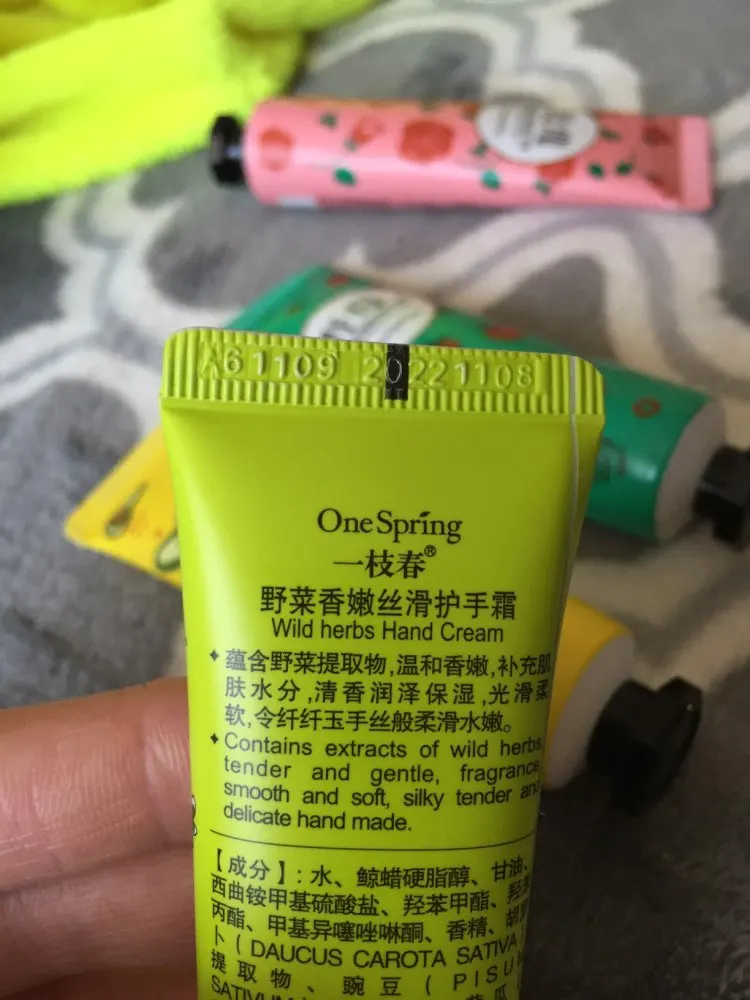 A61109 20221108
One Spring
一枝春®
野菜香嫩丝滑护手霜
Wild herbs Hand Cream
蕴含野菜提取物,温和香嫩,补充肌
肤水分,清香润泽保湿,光滑柔
软,令纤纤玉手丝般柔滑水嫩。
Contains extracts of wild herbs,
tender and gentle, fragrance,
smooth and soft, silky tender and
delicate hand made.
【成分】: 水、鲸蜡硬脂醇、甘油、
西曲铵甲基硫酸盐、羟苯甲酯、羟苯
丙酯、甲基异噻唑啉酮、香精、胡萝
卜 ( DAUCUS CAROTA SATIVA )
提取物、豌豆 ( PISUM
SATIVUM